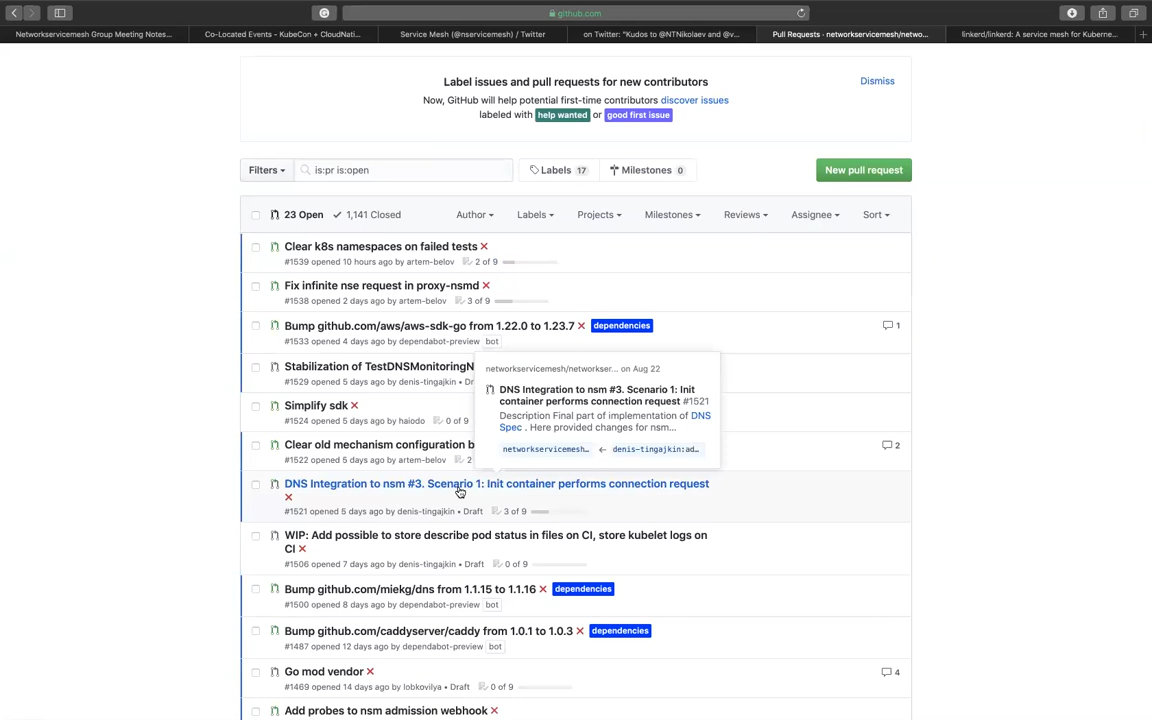 github.com
Networkservicemesh Group Meeting Notes...
Co-Located Events - KubeCon + CloudNati...
Service Mesh (@nservicemesh) / Twitter
on Twitter: "Kudos to @NTNikolaev and @v...
Pull Requests · networkservicemesh/netwo...
linkerd/linkerd: A service mesh for Kuberne...
Label issues and pull requests for new contributors
Dismiss
Now, GitHub will help potential first-time contributors discover issues
labeled with help wanted or good first issue
Filters
is:pr is:open
Labels 17
Milestones 0
New pull request
23 Open 1,141 Closed
Author
Labels
Projects
Milestones
Reviews
Assignee
Sort
Clear k8s namespaces on failed tests
#1539 opened 10 hours ago by artem-belov 2 of 9
Fix infinite nse request in proxy-nsmd
#1538 opened 2 days ago by artem-belov 3 of 9
Bump github.com/aws/aws-sdk-go from 1.22.0 to 1.23.7 dependencies
1
#1533 opened 4 days ago by dependabot-preview bot
Stabilization of TestDNSMonitoringN
#1529 opened 5 days ago by denis-tingajkin • Dr
networkservicemesh/networkser... on Aug 22
DNS Integration to nsm #3. Scenario 1: Init
container performs connection request #1521
Description Final part of implementation of DNS
Spec . Here provided changes for nsm...
networkservicemesh... ← denis-tingajkin:ad...
Simplify sdk
#1524 opened 5 days ago by haiodo 0 of 9
Clear old mechanism configuration b
2
#1522 opened 5 days ago by artem-belov 2
DNS Integration to nsm #3. Scenario 1: Init container performs connection request
#1521 opened 5 days ago by denis-tingajkin • Draft 3 of 9
WIP: Add possible to store describe pod status in files on CI, store kubelet logs on
CI
#1506 opened 7 days ago by denis-tingajkin • Draft 0 of 9
Bump github.com/miekg/dns from 1.1.15 to 1.1.16 dependencies
#1500 opened 8 days ago by dependabot-preview bot
Bump github.com/caddyserver/caddy from 1.0.1 to 1.0.3 dependencies
#1487 opened 12 days ago by dependabot-preview bot
Go mod vendor
4
#1469 opened 14 days ago by lobkovilya • Draft 0 of 9
Add probes to nsm admission webhook